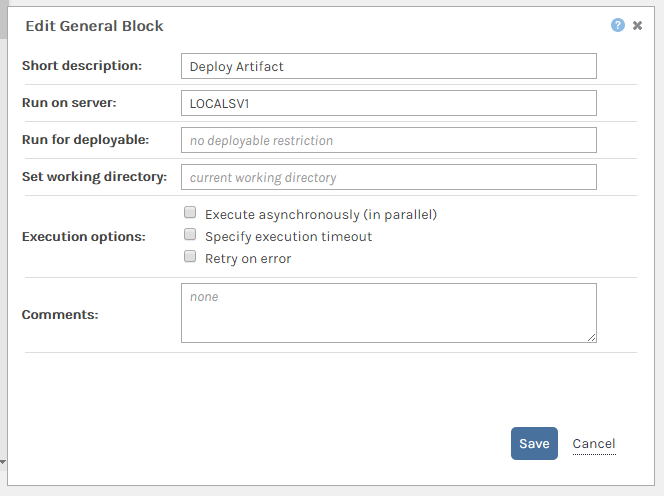 Edit General Block
?
Short description: Deploy Artifact
Run on server: LOCALSV1
Run for deployable: no deployable restriction
Set working directory: current working directory
Execution options:
Execute asynchronously (in parallel)
Specify execution timeout
Retry on error
Comments: none
Save Cancel